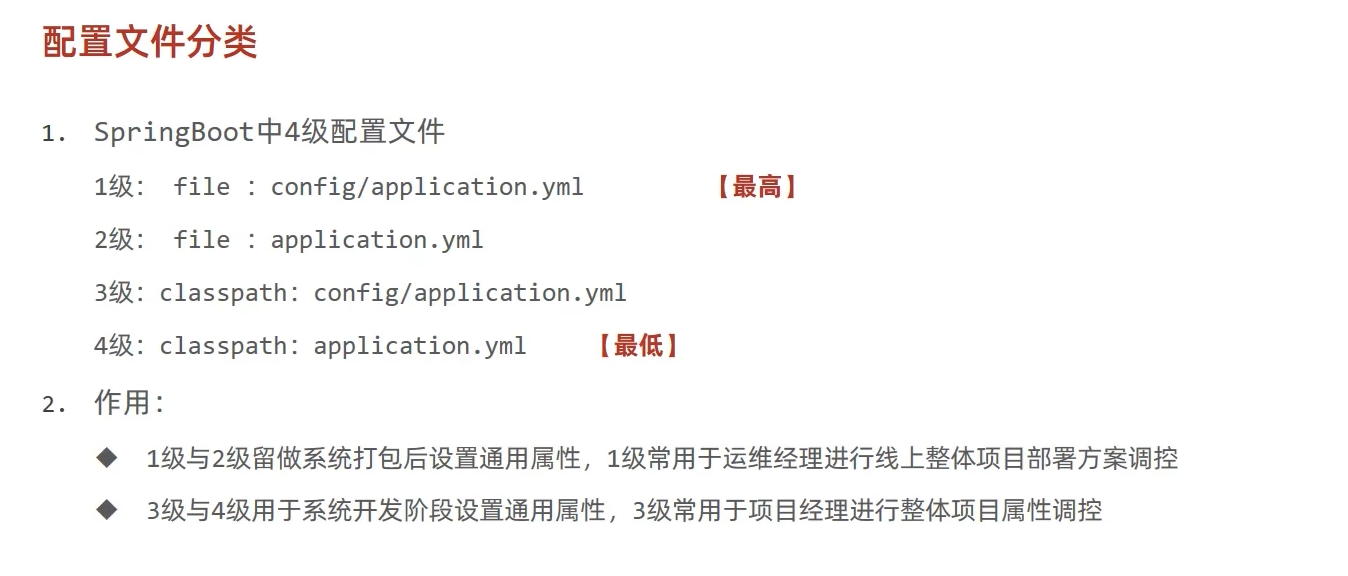 配置文件分类
1. SpringBoot中4级配置文件
1级： file ：config/application.yml 【最高】
2级： file ：application.yml
3级：classpath：config/application.yml
4级：classpath：application.yml 【最低】
2. 作用：
◆ 1级与2级留做系统打包后设置通用属性，1级常用于运维经理进行线上整体项目部署方案调控
◆ 3级与4级用于系统开发阶段设置通用属性，3级常用于项目经理进行整体项目属性调控